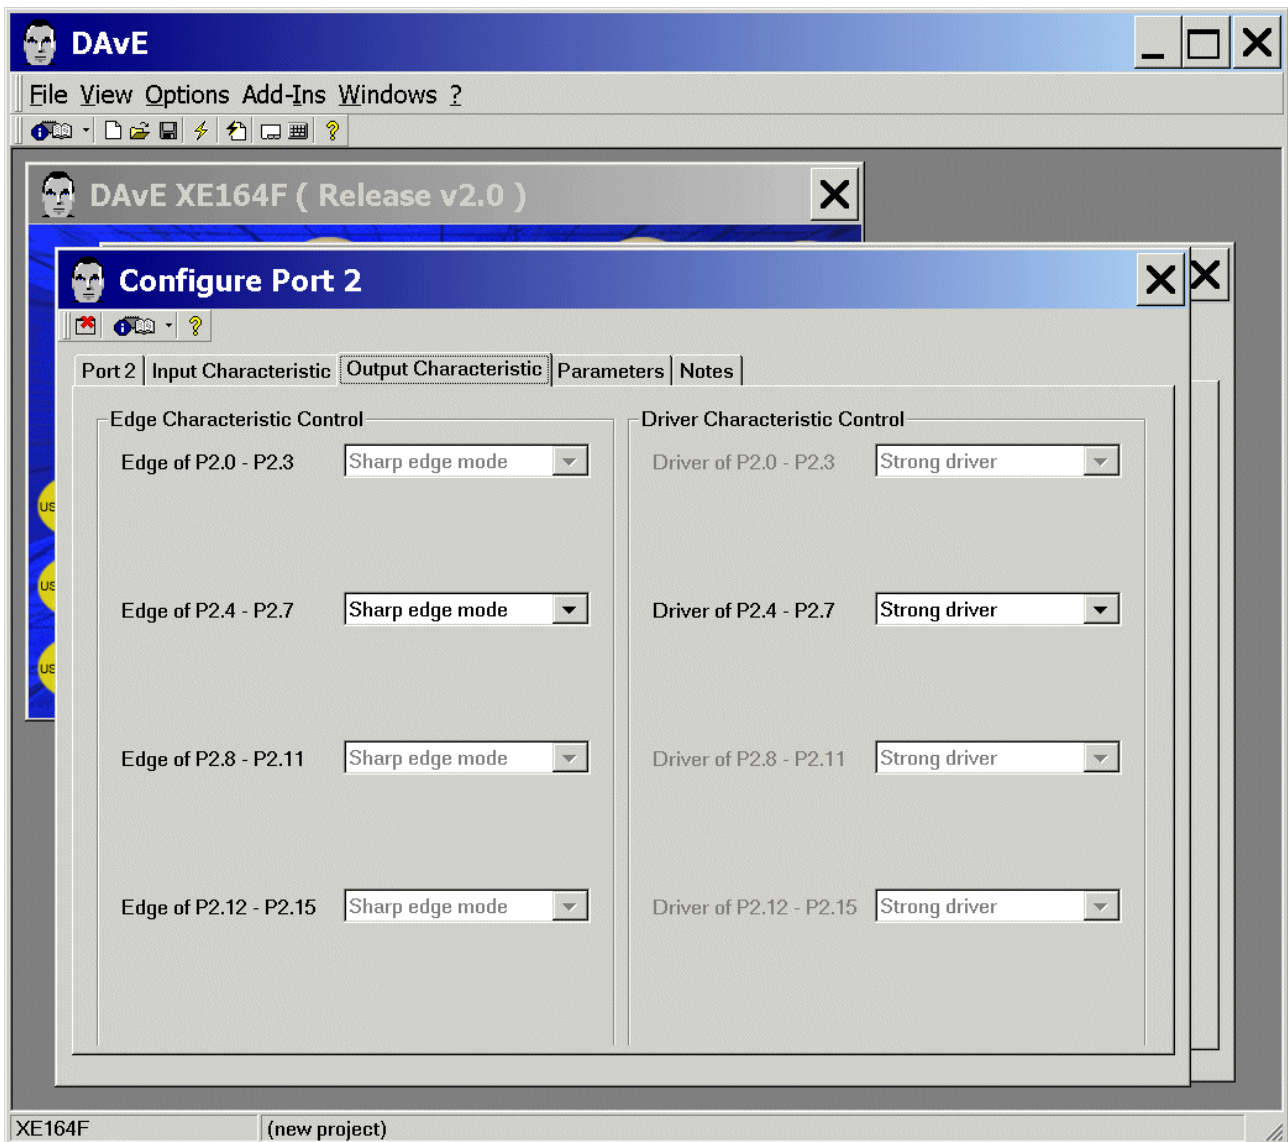 DAvE
File View Options Add-Ins Windows ?
DAvE XE164F ( Release v2.0 )
Configure Port 2
Port 2 Input Characteristic Output Characteristic Parameters Notes
Edge Characteristic Control
Edge of P2.0 - P2.3 Sharp edge mode
Edge of P2.4 - P2.7 Sharp edge mode
Edge of P2.8 - P2.11 Sharp edge mode
Edge of P2.12 - P2.15 Sharp edge mode
Driver Characteristic Control
Driver of P2.0 - P2.3 Strong driver
Driver of P2.4 - P2.7 Strong driver
Driver of P2.8 - P2.11 Strong driver
Driver of P2.12 - P2.15 Strong driver
US
US
US
XE164F (new project)